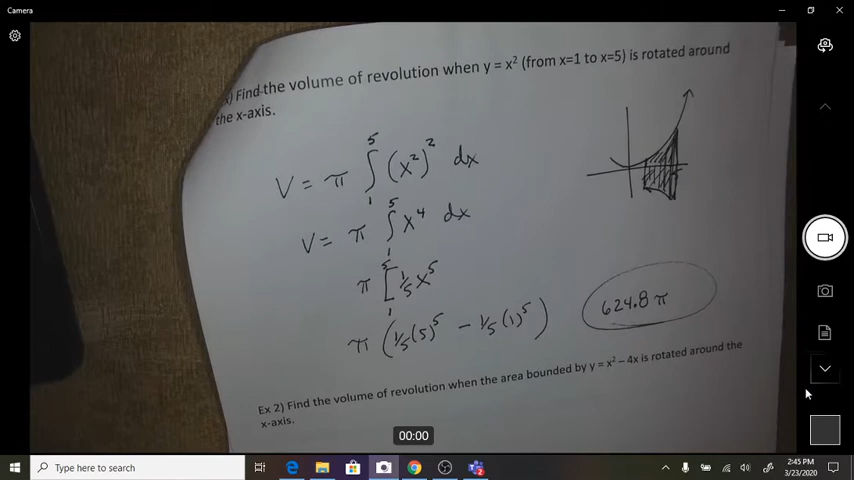 Camera
x) Find the volume of revolution when y = x² (from x=1 to x=5) is rotated around
the x-axis.
V = π ∫₁⁵ (x²)² dx
V = π ∫₁⁵ x⁴ dx
π [₁⁵ 1/5 x⁵
π (1/5(5)⁵ − 1/5(1)⁵)
624.8 π
Ex 2) Find the volume of revolution when the area bounded by y = x² – 4x is rotated around the
x-axis.
00:00
Type here to search
2:45 PM
3/23/2020